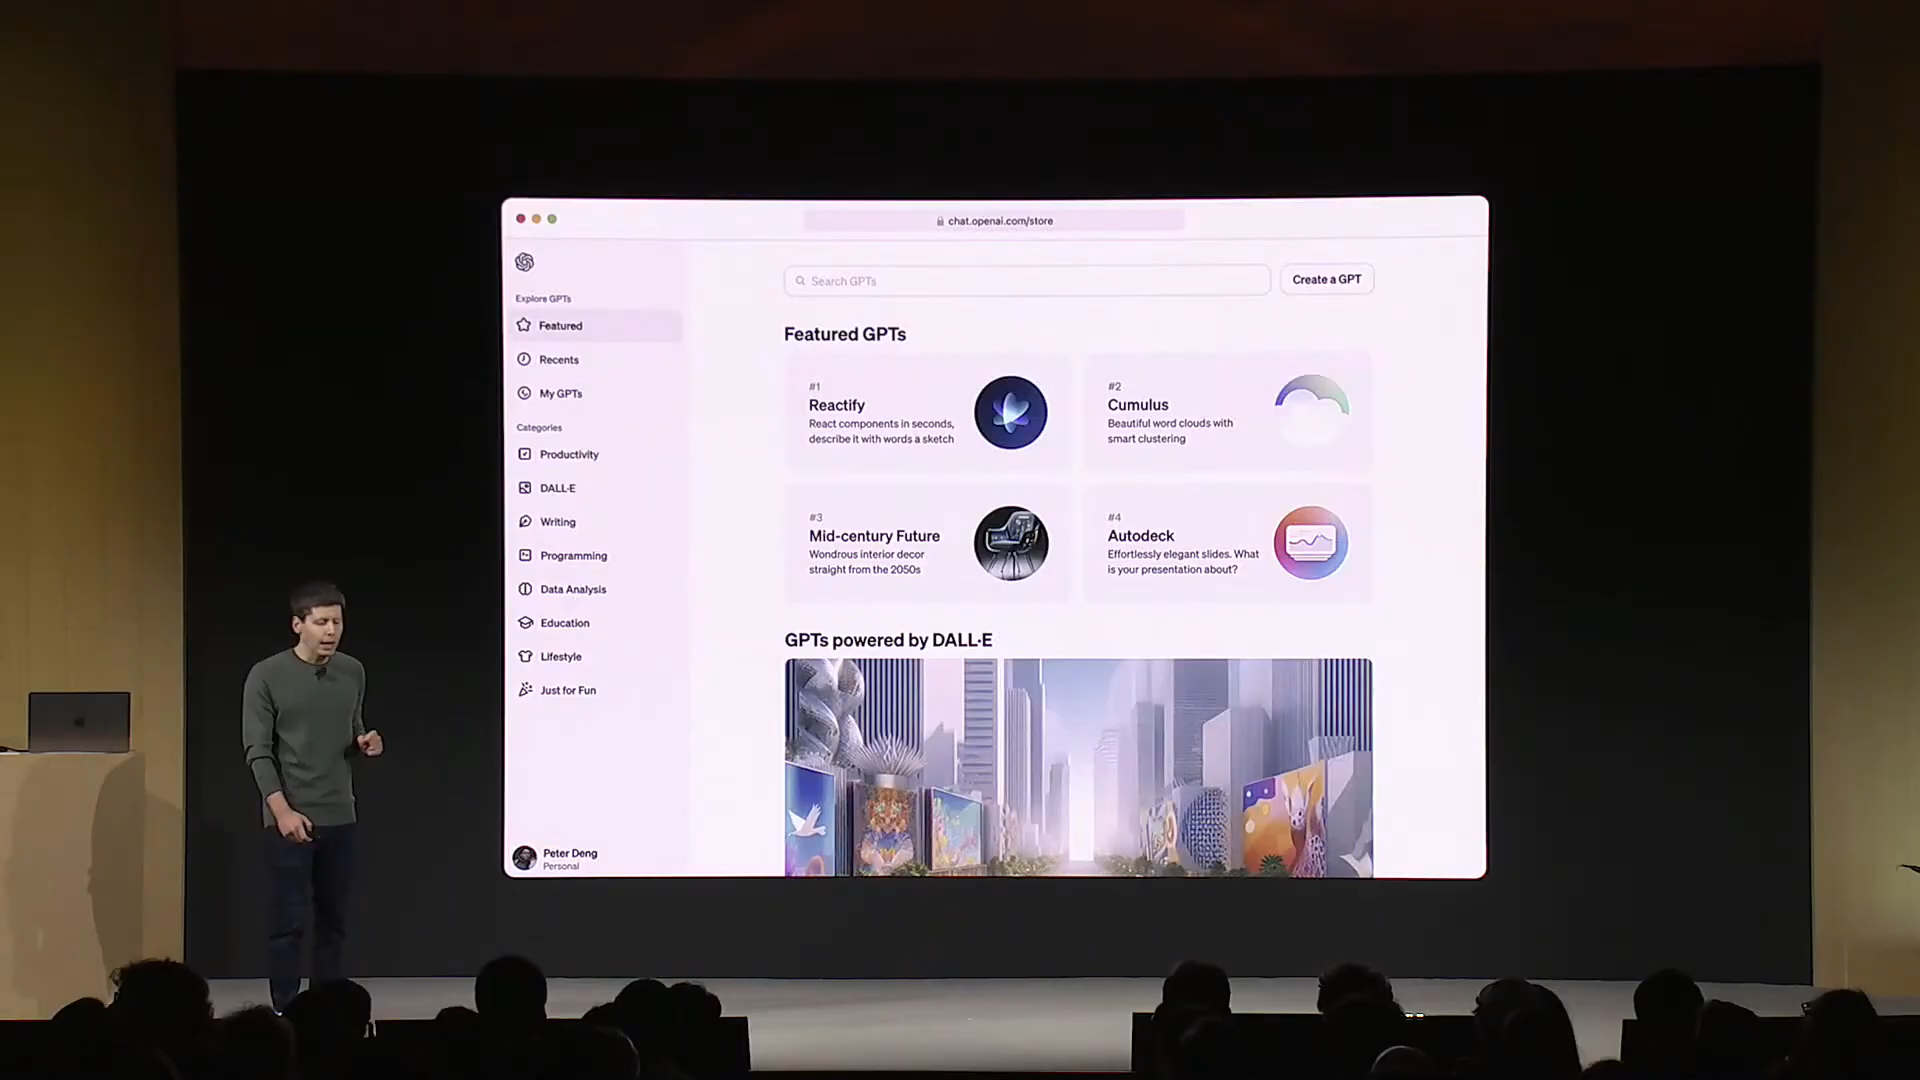 chat.openai.com/store
Search GPTs
Create a GPT
Explore GPTs
Featured
Recents
My GPTs
Categories
Productivity
DALL·E
Writing
Programming
Data Analysis
Education
Lifestyle
Just for Fun
Peter Deng
Personal
Featured GPTs
#1
Reactify
React components in seconds,
describe it with words a sketch
#2
Cumulus
Beautiful word clouds with
smart clustering
#3
Mid-century Future
Wondrous interior decor
straight from the 2050s
#4
Autodeck
Effortlessly elegant slides. What
is your presentation about?
GPTs powered by DALL·E